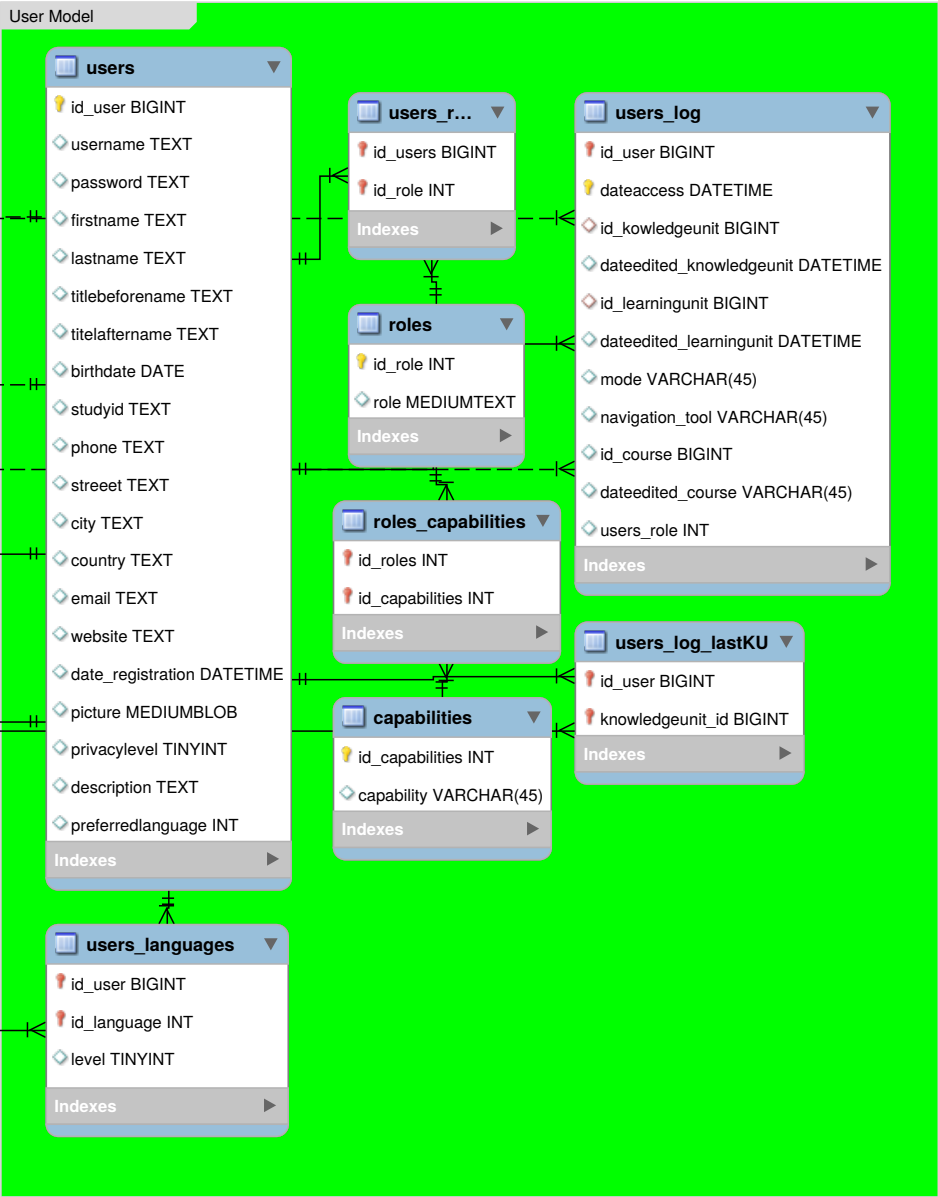 User Model
users
id_user BIGINT
username TEXT
password TEXT
firstname TEXT
lastname TEXT
titlebeforename TEXT
titelaftername TEXT
birthdate DATE
studyid TEXT
phone TEXT
streeet TEXT
city TEXT
country TEXT
email TEXT
website TEXT
date_registration DATETIME
picture MEDIUMBLOB
privacylevel TINYINT
description TEXT
preferredlanguage INT
Indexes
users_languages
id_user BIGINT
id_language INT
level TINYINT
Indexes
users_r...
id_users BIGINT
id_role INT
Indexes
roles
id_role INT
role MEDIUMTEXT
Indexes
roles_capabilities
id_roles INT
id_capabilities INT
Indexes
capabilities
id_capabilities INT
capability VARCHAR(45)
Indexes
users_log
id_user BIGINT
dateaccess DATETIME
id_kowledgeunit BIGINT
dateedited_knowledgeunit DATETIME
id_learningunit BIGINT
dateedited_learningunit DATETIME
mode VARCHAR(45)
navigation_tool VARCHAR(45)
id_course BIGINT
dateedited_course VARCHAR(45)
users_role INT
Indexes
users_log_lastKU
id_user BIGINT
knowledgeunit_id BIGINT
Indexes